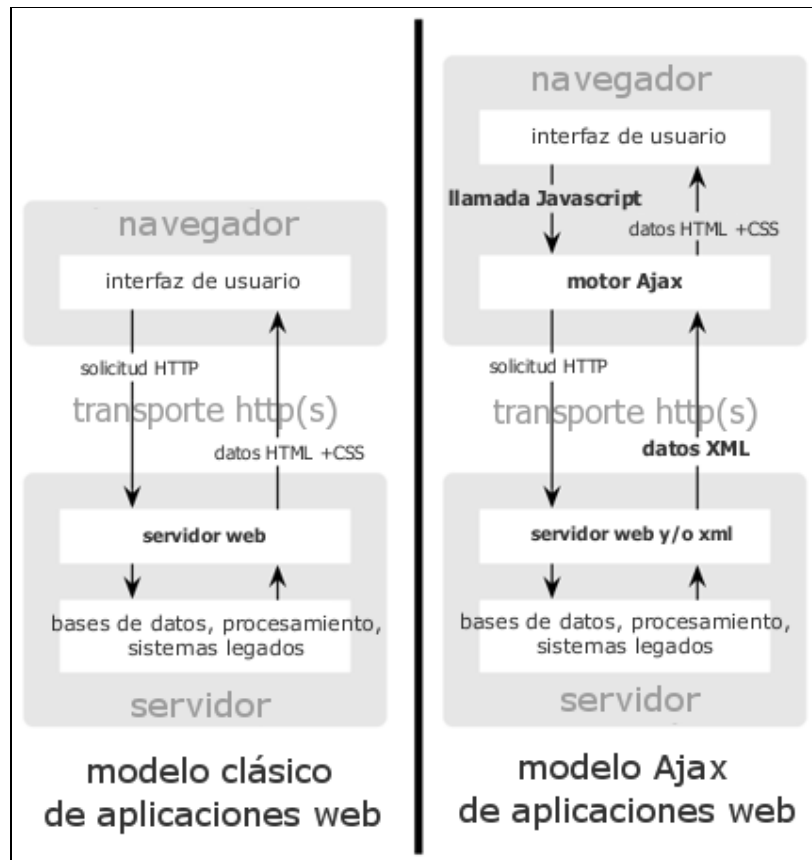 navegador
interfaz de usuario
solicitud HTTP
transporte http(s)
datos HTML +CSS
servidor web
bases de datos, procesamiento,
sistemas legados
servidor
modelo clásico
de aplicaciones web
navegador
interfaz de usuario
llamada Javascript
datos HTML +CSS
motor Ajax
solicitud HTTP
transporte http(s)
datos XML
servidor web y/o xml
bases de datos, procesamiento,
sistemas legados
servidor
modelo Ajax
de aplicaciones web